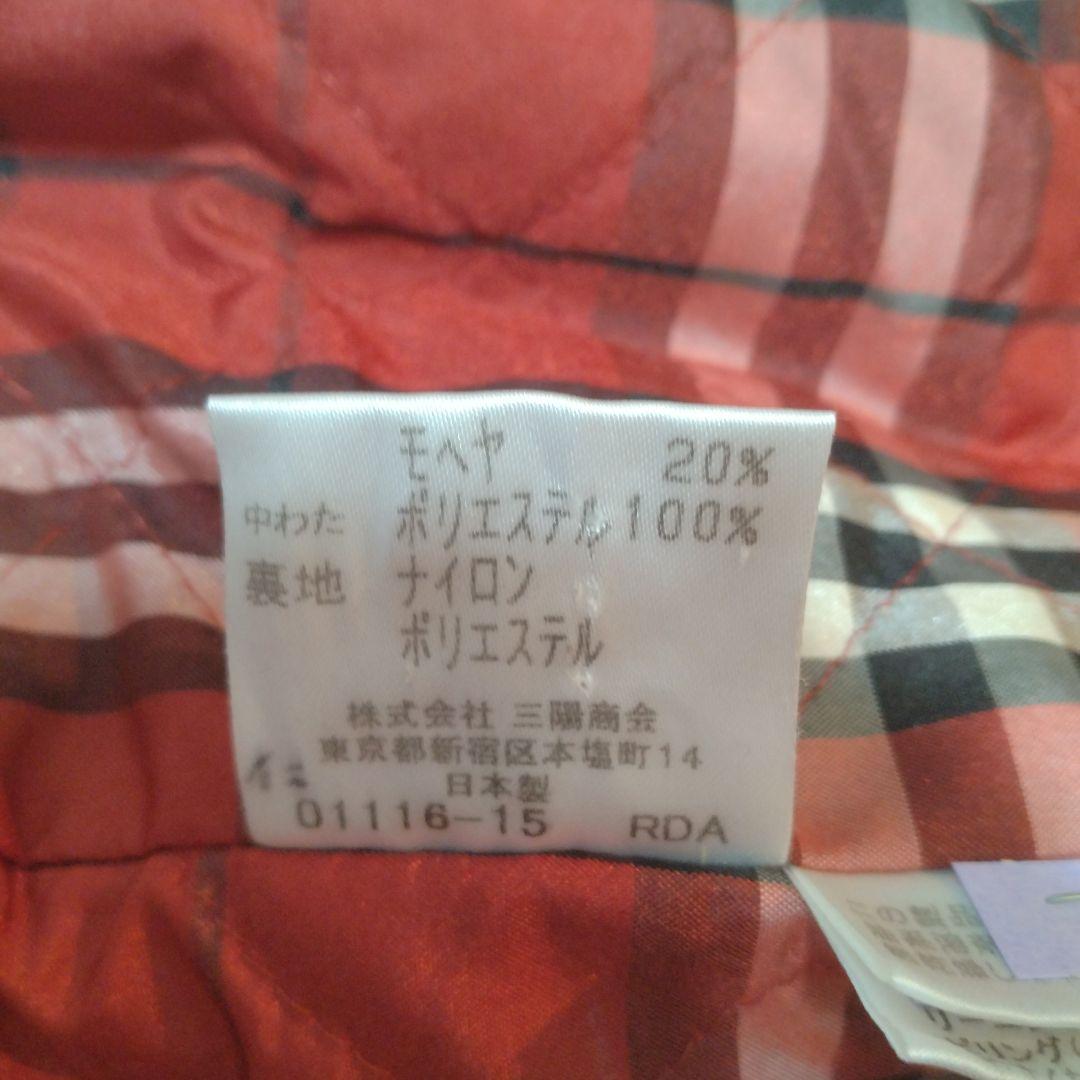 モヘヤ 20%
中わた ポリエステル100%
裏地 ナイロン
ポリエステル
株式会社 三陽商会
東京都新宿区本塩町14
日本製
01116-15 RDA